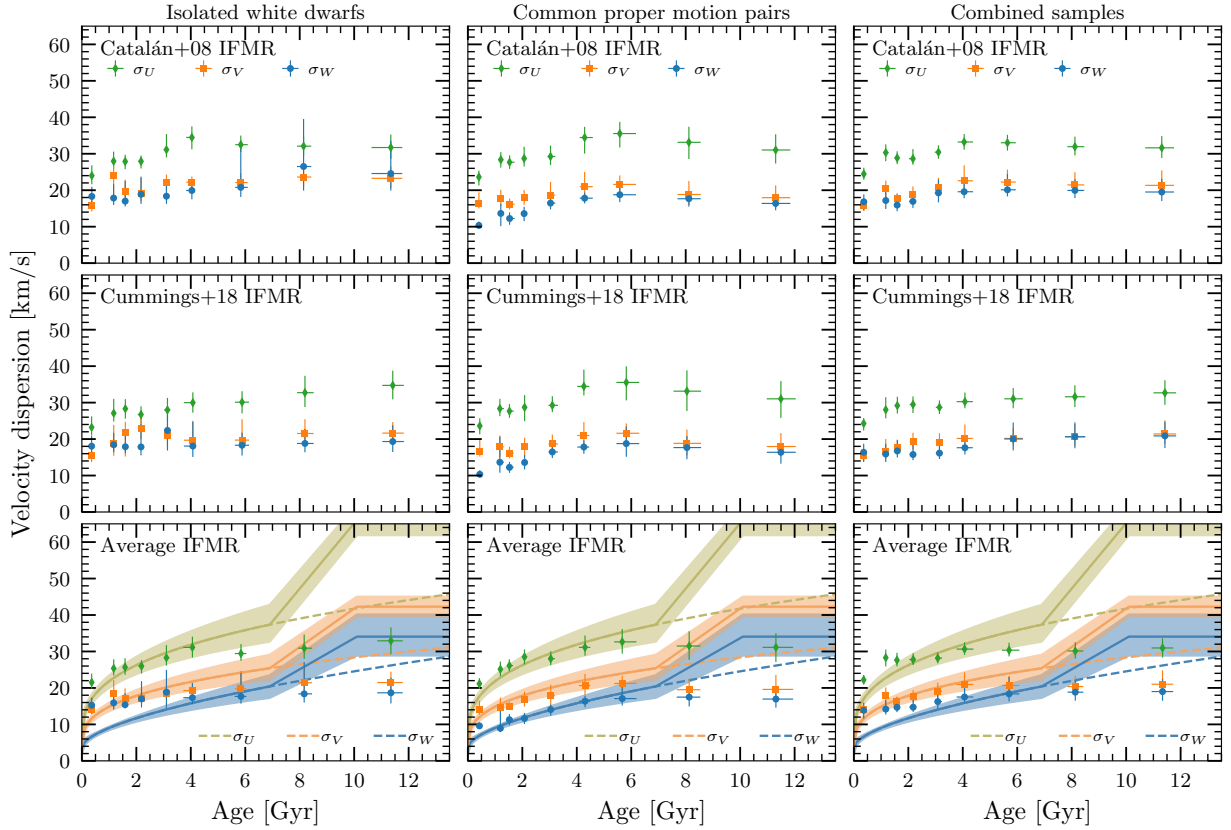 Isolated white dwarfs
Common proper motion pairs
Combined samples
Velocity dispersion [km/s]
Catalán+08 IFMR
σU σV σW
60
50
40
30
20
10
0
Catalán+08 IFMR
σU σV σW
Catalán+08 IFMR
σU σV σW
Cummings+18 IFMR
60
50
40
30
20
10
0
Cummings+18 IFMR
Cummings+18 IFMR
Average IFMR
60
50
40
30
20
10
0
σU σV σW
0 2 4 6 8 10 12
Age [Gyr]
Average IFMR
σU σV σW
0 2 4 6 8 10 12
Age [Gyr]
Average IFMR
σU σV σW
0 2 4 6 8 10 12
Age [Gyr]